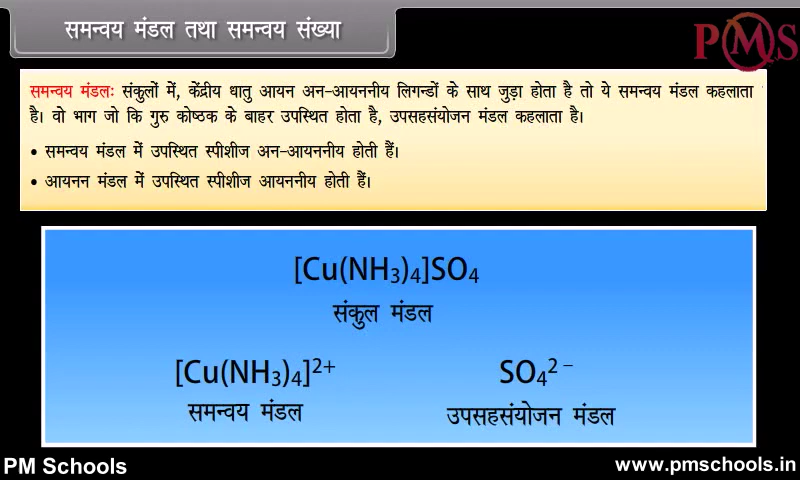 समन्वय मंडल तथा समन्वय संख्या
PMS
समन्वय मंडलः संकुलों में, केंद्रीय धातु आयन अन-आयननीय लिगन्डों के साथ जुड़ा होता है तो ये समन्वय मंडल कहलाता
है। वो भाग जो कि गुरु कोष्ठक के बाहर उपस्थित होता है, उपसहसंयोजन मंडल कहलाता है।
• समन्वय मंडल में उपस्थित स्पीशीज अन-आयननीय होती हैं।
• आयनन मंडल में उपस्थित स्पीशीज आयननीय होती हैं।
[Cu(NH₃)₄]SO₄
संकुल मंडल
[Cu(NH₃)₄]²⁺ SO₄²⁻
समन्वय मंडल उपसहसंयोजन मंडल
PM Schools www.pmschools.in